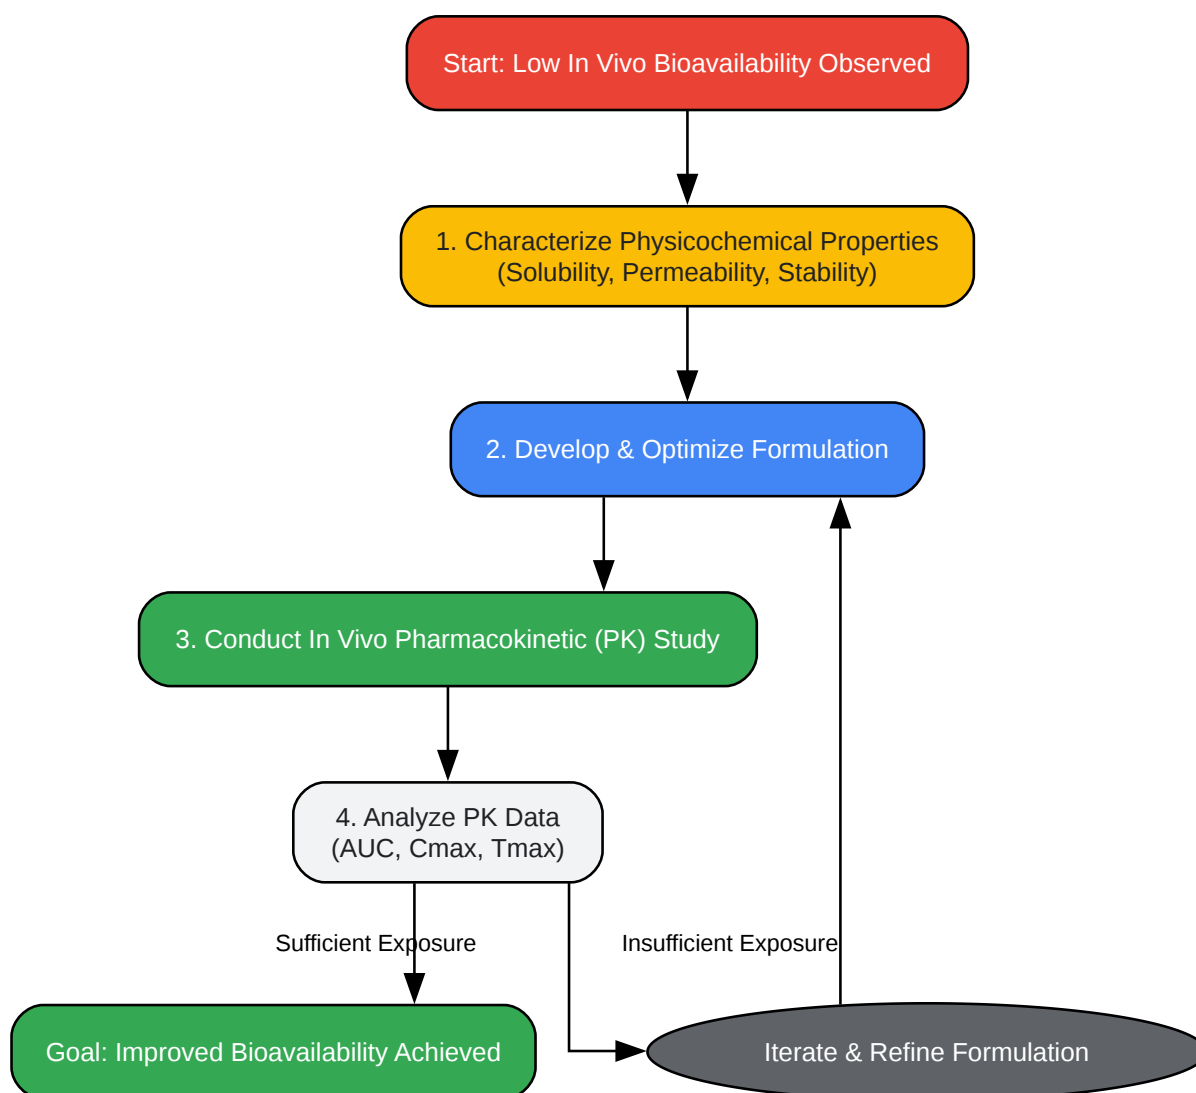 Start: Low In Vivo Bioavailability Observed
1. Characterize Physicochemical Properties
(Solubility, Permeability, Stability)
2. Develop & Optimize Formulation
3. Conduct In Vivo Pharmacokinetic (PK) Study
4. Analyze PK Data
(AUC, Cmax, Tmax)
Sufficient Exposure
Insufficient Exposure
Goal: Improved Bioavailability Achieved
Iterate & Refine Formulation